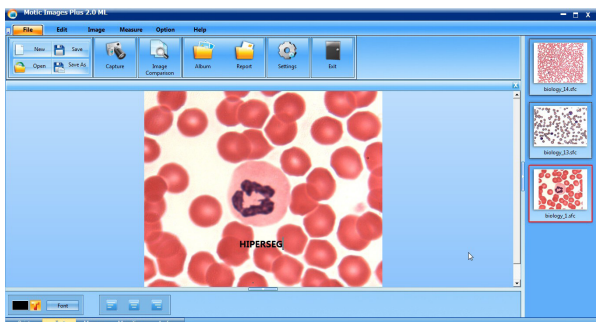 Motic Images Plus 2.0 ML
File Edit Image Measure Option Help
New Save
Open Save As
Capture
Image
Comparison
Album
Report
Settings
Exit
biology_14.sfc
biology_13.sfc
biology_1.sfc
HIPERSEG
Font